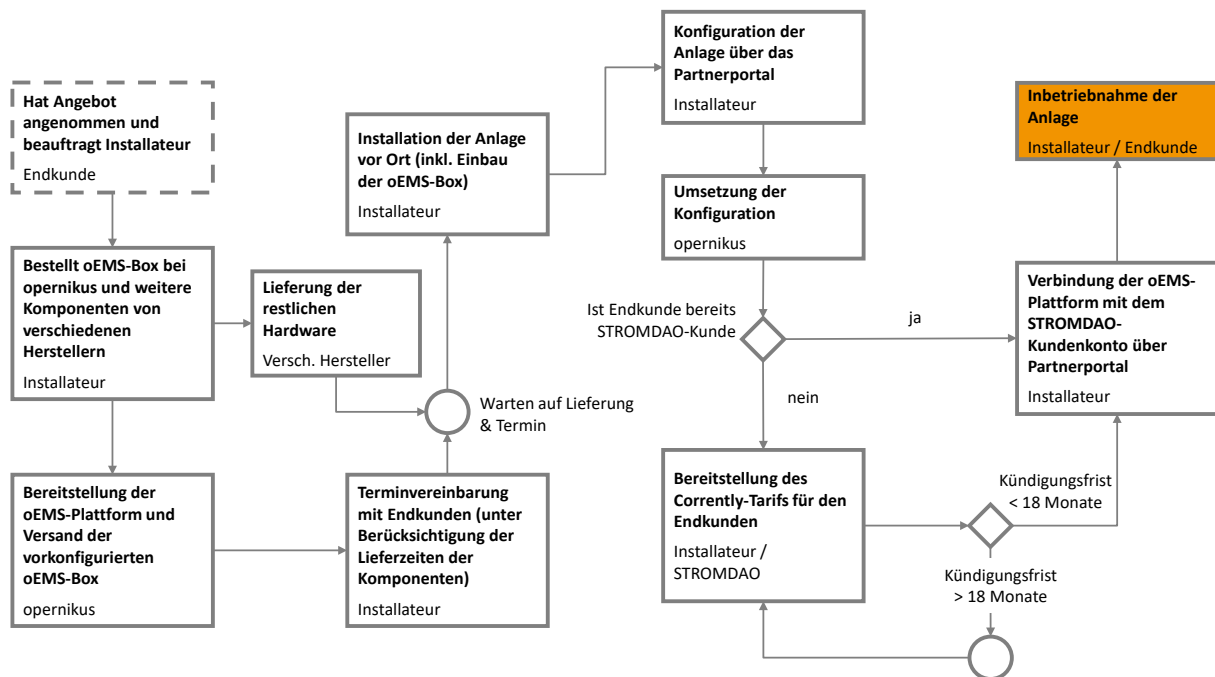 Hat Angebot
angenommen und
beauftragt Installateur
Endkunde
Bestellt oEMS-Box bei
opernikus und weitere
Komponenten von
verschiedenen
Herstellern
Installateur
Lieferung der
restlichen
Hardware
Versch. Hersteller
Bereitstellung der
oEMS-Plattform und
Versand der
vorkonfigurierten
oEMS-Box
opernikus
Terminvereinbarung
mit Endkunden (unter
Berücksichtigung der
Lieferzeiten der
Komponenten)
Installateur
Warten auf Lieferung
& Termin
Installation der Anlage
vor Ort (inkl. Einbau
der oEMS-Box)
Installateur
Konfiguration der
Anlage über das
Partnerportal
Installateur
Umsetzung der
Konfiguration
opernikus
Ist Endkunde bereits
STROMDAO-Kunde
ja
nein
Bereitstellung des
Corrently-Tarifs für den
Endkunden
Installateur /
STROMDAO
Kündigungsfrist
< 18 Monate
Kündigungsfrist
> 18 Monate
Verbindung der oEMS-
Plattform mit dem
STROMDAO-
Kundenkonto über
Partnerportal
Installateur
Inbetriebnahme der
Anlage
Installateur / Endkunde